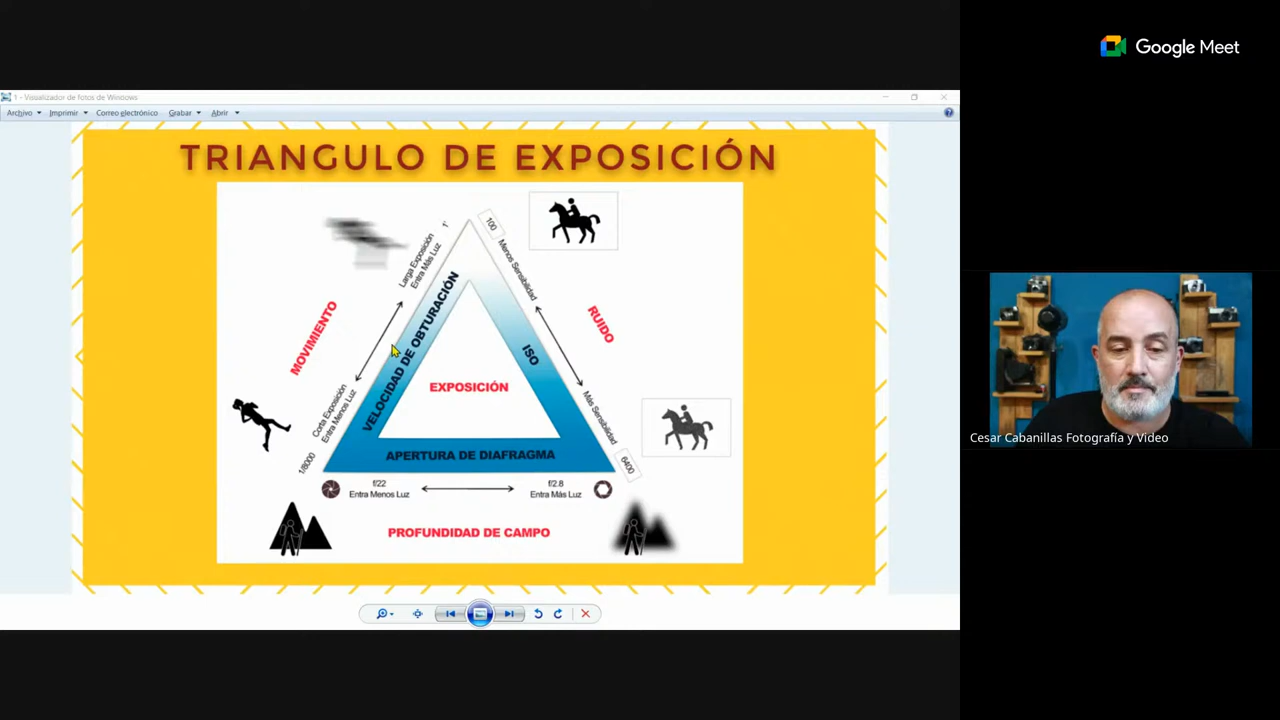 Google Meet
1 - Visualizador de fotos de Windows
Archivo
Imprimir
Correo electrónico
Grabar
Abrir
TRIANGULO DE EXPOSICIÓN
1'
100
Larga Exposición
Entra Más Luz
Menos Sensibilidad
MOVIMIENTO
VELOCIDAD DE OBTURACIÓN
ISO
RUIDO
EXPOSICIÓN
Corta Exposición
Entra Menos Luz
Más Sensibilidad
1/8000
APERTURA DE DIAFRAGMA
6400
f/22
Entra Menos Luz
f/2.8
Entra Más Luz
PROFUNDIDAD DE CAMPO
Cesar Cabanillas Fotografía y Video